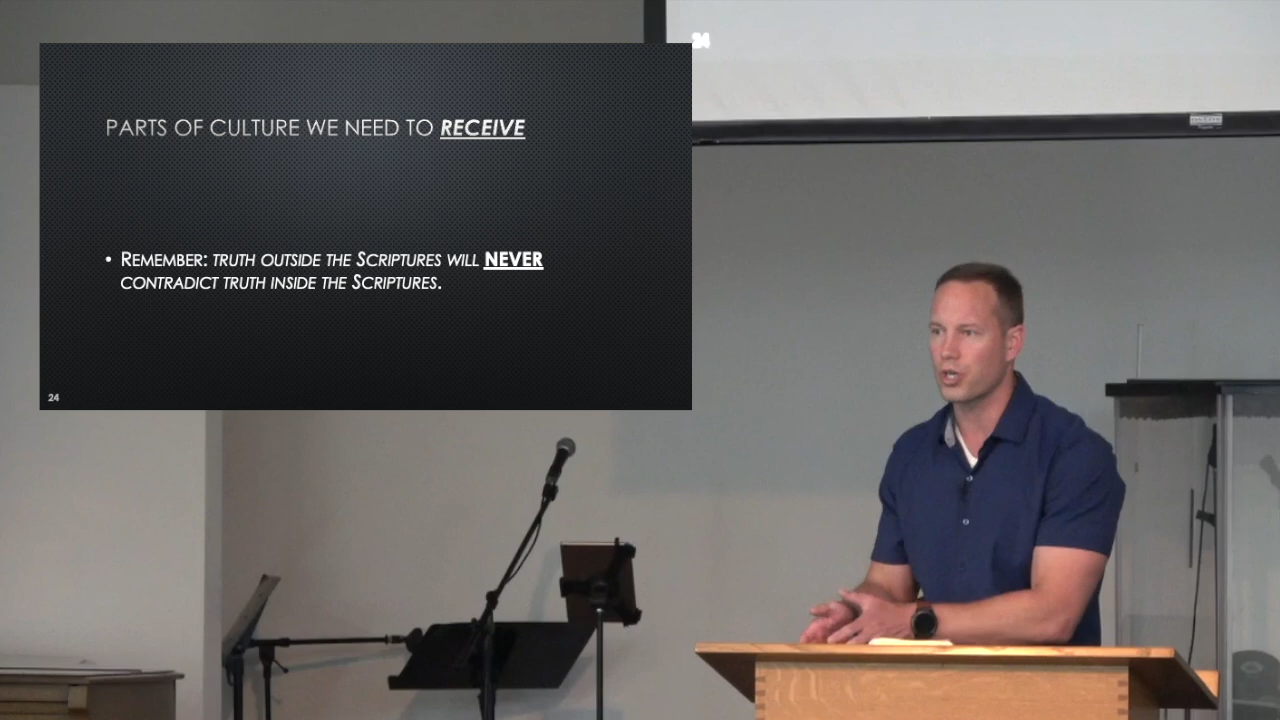 24
PARTS OF CULTURE WE NEED TO RECEIVE
• REMEMBER: TRUTH OUTSIDE THE SCRIPTURES WILL NEVER
CONTRADICT TRUTH INSIDE THE SCRIPTURES.
24